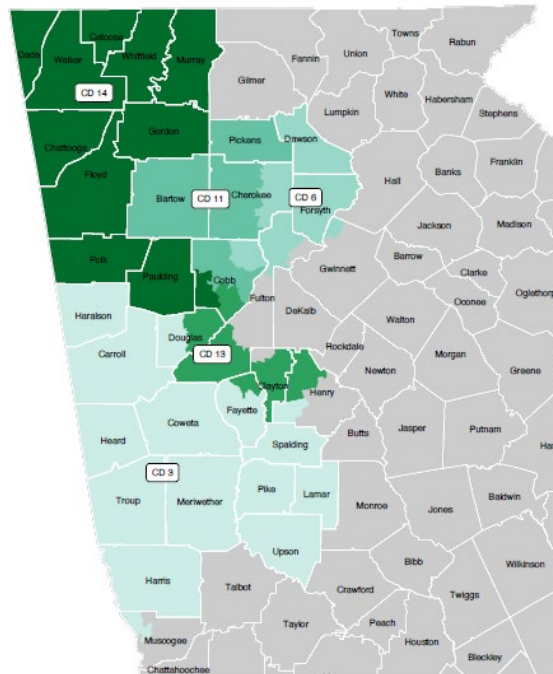 Towns
Rabun
Catoosa
Fannin
Union
Dade
Walker
Whitfield
Murray
Gilmer
White
Habersham
CD 14
Lumpkin
Stephens
Gordon
Pickens
Dawson
Chattooga
Franklin
Hall
Banks
Floyd
Bartow
CD 11
Cherokee
CD 6
Forsyth
Jackson
Madison
Polk
Paulding
Gwinnett
Barrow
Cobb
Clarke
Fulton
Oconee
Oglethorp
Haralson
DeKalb
Walton
Douglas
Rockdale
Carroll
CD 13
Morgan
Newton
Greene
Clayton
Henry
Fayette
Coweta
Butts
Jasper
Putnam
Heard
Spalding
Ha
CD 3
Pike
Lamar
Troup
Meriwether
Monroe
Jones
Baldwin
Upson
Bibb
Wilkinson
Harris
Talbot
Crawford
Twiggs
Peach
Muscogee
Taylor
Houston
Bleckley
Chattahoochee